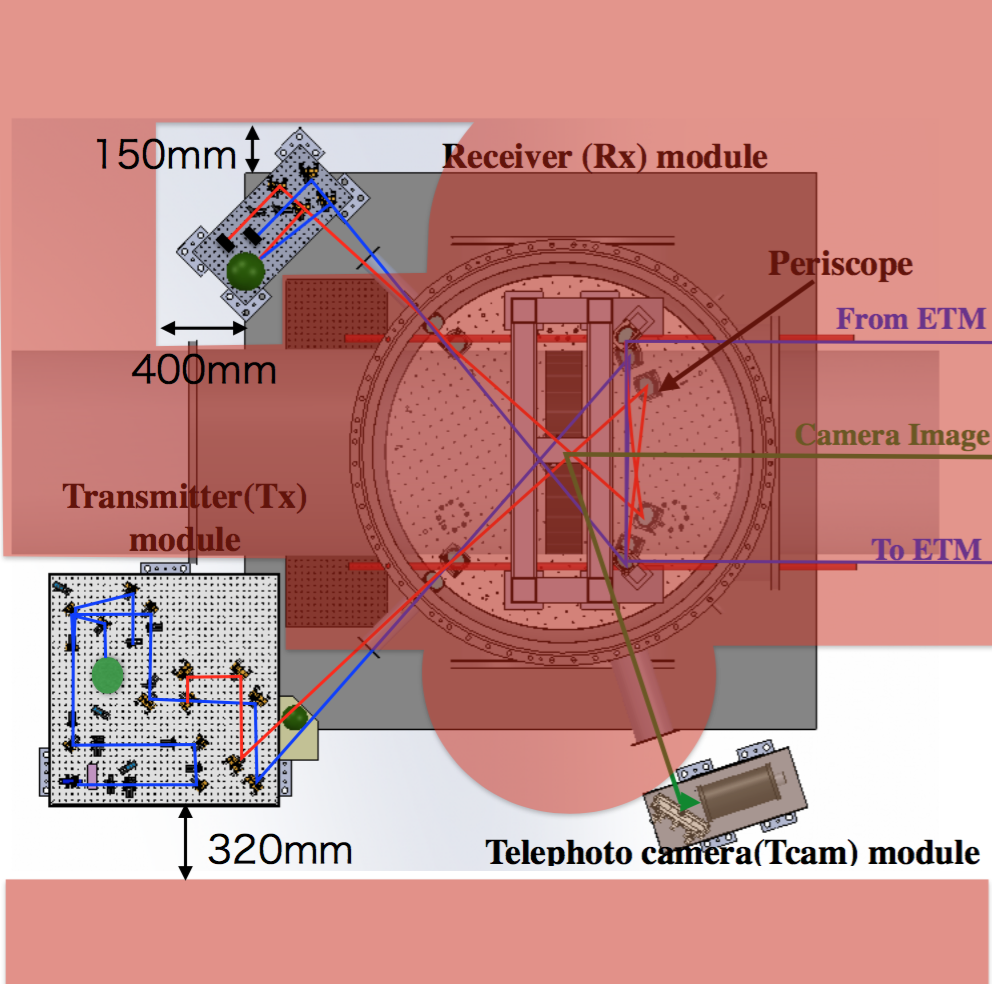 150mm
Receiver (Rx) module
Periscope
From ETM
400mm
Camera Image
Transmitter(Tx)
module
To ETM
320mm
Telephoto camera(Tcam) module